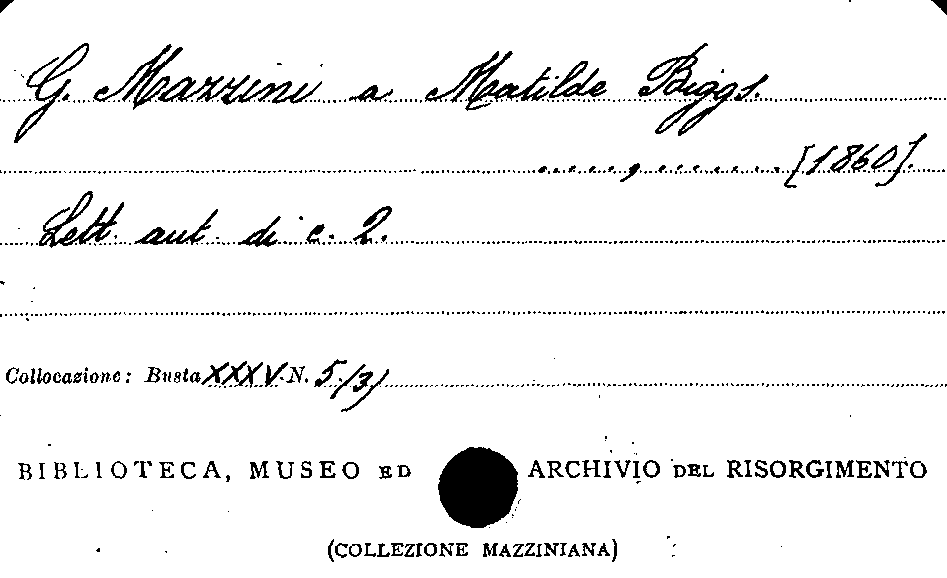 G. Mazzini a Matilde Biggs.
....., ....... [1860].
Lett. aut. di c. 2.
Collocazione: Busta XXXV N. 5/3)
BIBLIOTECA, MUSEO ED ARCHIVIO DEL RISORGIMENTO
(COLLEZIONE MAZZINIANA)